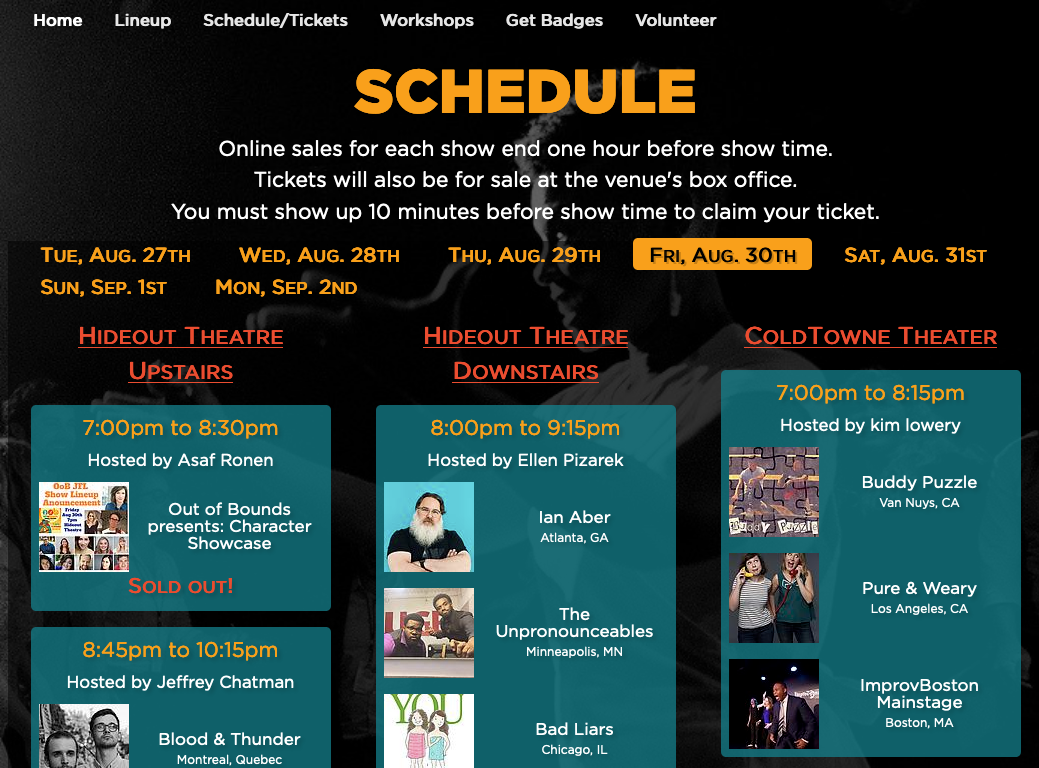 Home Lineup Schedule/Tickets Workshops Get Badges Volunteer
SCHEDULE
Online sales for each show end one hour before show time.
Tickets will also be for sale at the venue's box office.
You must show up 10 minutes before show time to claim your ticket.
Tue, Aug. 27th Wed, Aug. 28th Thu, Aug. 29th Fri, Aug. 30th Sat, Aug. 31st
Sun, Sep. 1st Mon, Sep. 2nd
Hideout Theatre
Upstairs
7:00pm to 8:30pm
Hosted by Asaf Ronen
OoB JFL
Show Lineup
Anouncement
Friday
Aug 30th
7pm
Hideout
Theatre
Out of Bounds
presents: Character
Showcase
Sold out!
8:45pm to 10:15pm
Hosted by Jeffrey Chatman
Blood & Thunder
Montreal, Quebec
Hideout Theatre
Downstairs
8:00pm to 9:15pm
Hosted by Ellen Pizarek
Ian Aber
Atlanta, GA
The
Unpronounceables
Minneapolis, MN
YOU
Bad Liars
Chicago, IL
ColdTowne Theater
7:00pm to 8:15pm
Hosted by kim lowery
Buddy Puzzle
Buddy Puzzle
Van Nuys, CA
Pure & Weary
Los Angeles, CA
ImprovBoston
Mainstage
Boston, MA